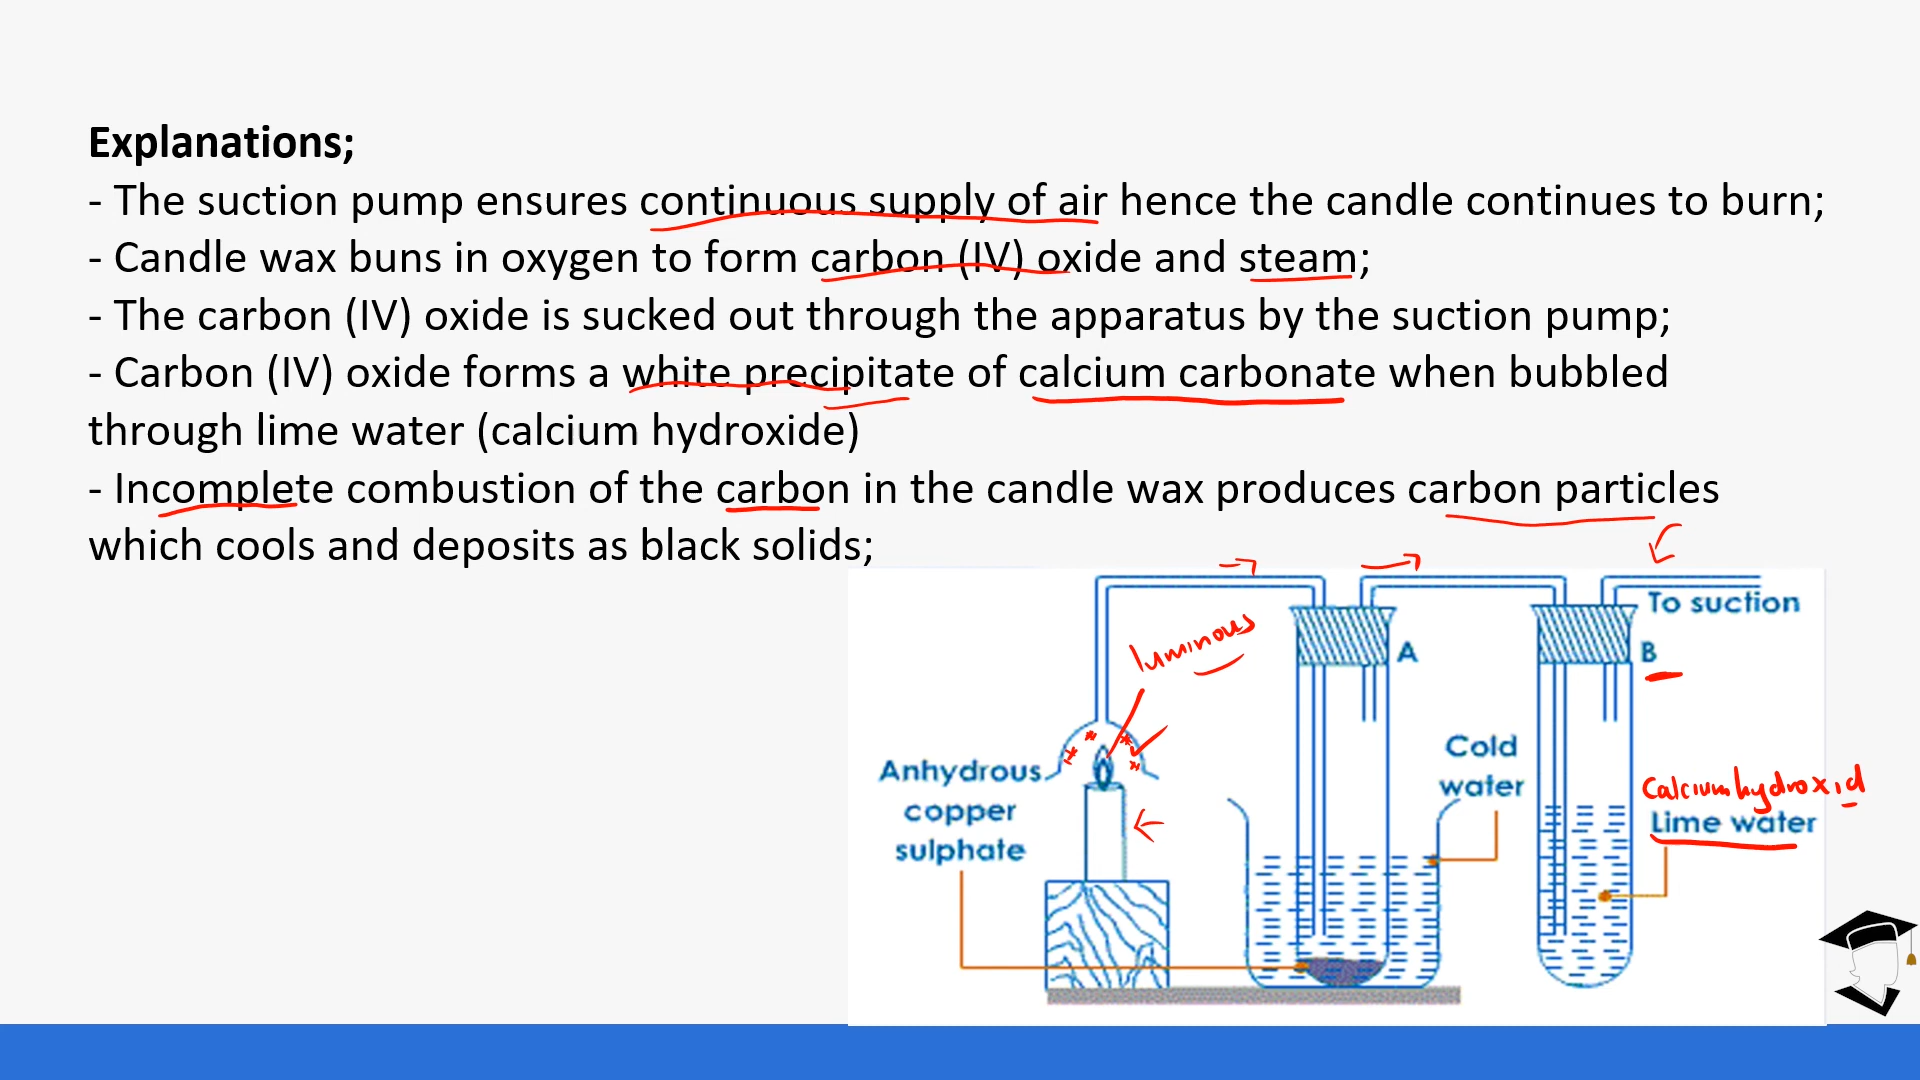 Explanations;
- The suction pump ensures continuous supply of air hence the candle continues to burn;
- Candle wax buns in oxygen to form carbon (IV) oxide and steam;
- The carbon (IV) oxide is sucked out through the apparatus by the suction pump;
- Carbon (IV) oxide forms a white precipitate of calcium carbonate when bubbled
through lime water (calcium hydroxide)
- Incomplete combustion of the carbon in the candle wax produces carbon particles
which cools and deposits as black solids;
To suction
luminous
A
B
Cold
water
Anhydrous
copper
sulphate
Calcium hydroxid
Lime water